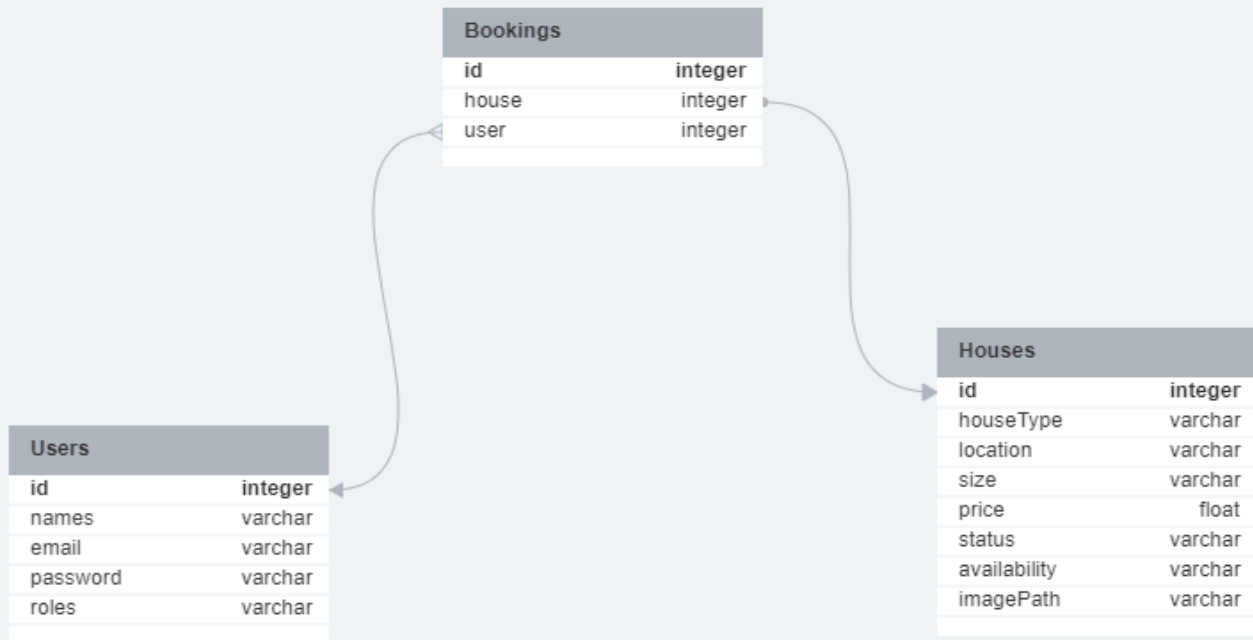 Bookings
id integer
house integer
user integer
Houses
id integer
houseType varchar
location varchar
size varchar
price float
status varchar
availability varchar
imagePath varchar
Users
id integer
names varchar
email varchar
password varchar
roles varchar